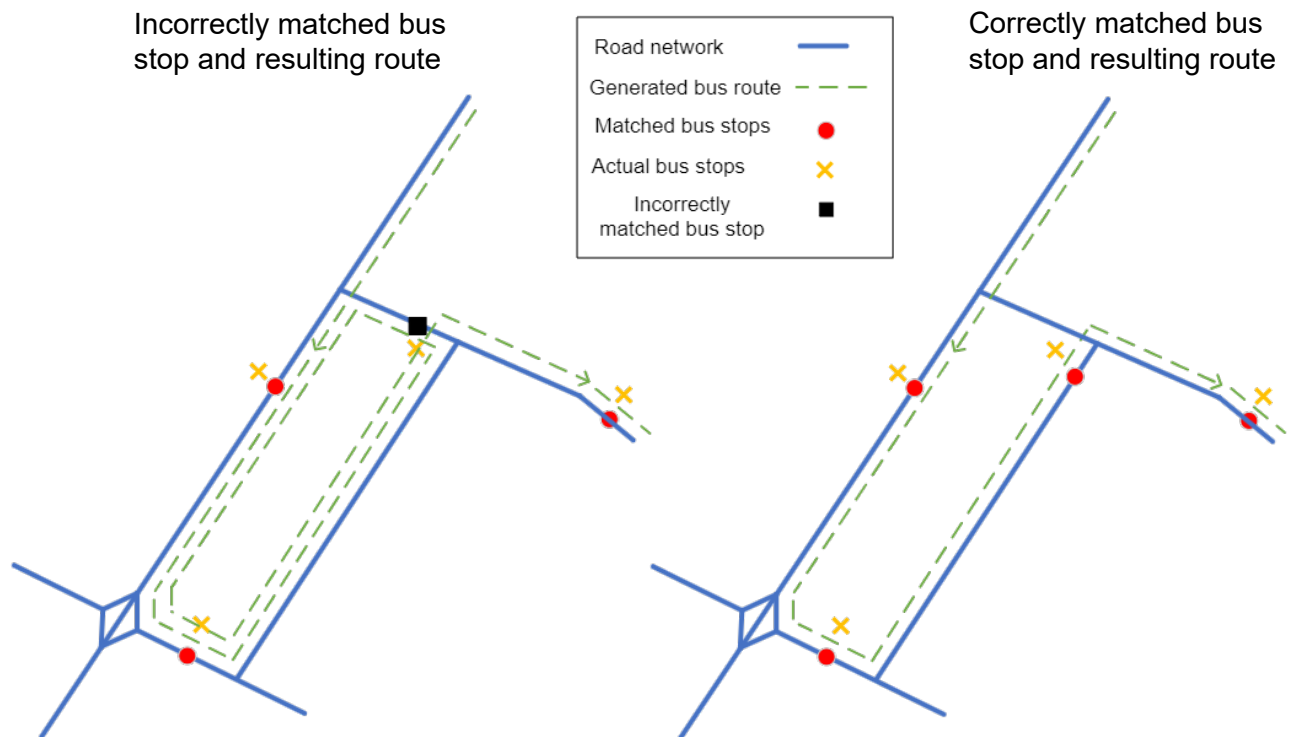 Incorrectly matched bus
stop and resulting route
Road network
Generated bus route
Matched bus stops
Actual bus stops
Incorrectly
matched bus stop
Correctly matched bus
stop and resulting route